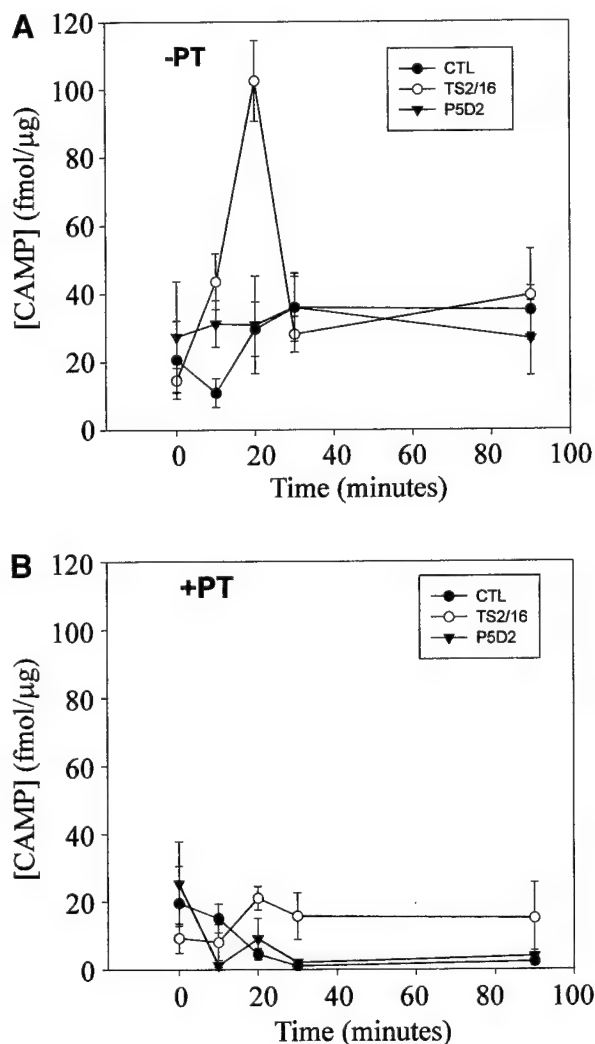 A
-PT
CTL
TS2/16
P5D2
120
100
80
60
40
20
0
[CAMP] (fmol/µg)
0 20 40 60 80 100
Time (minutes)
B
+PT
CTL
TS2/16
P5D2
120
100
80
60
40
20
0
[CAMP] (fmol/µg)
0 20 40 60 80 100
Time (minutes)